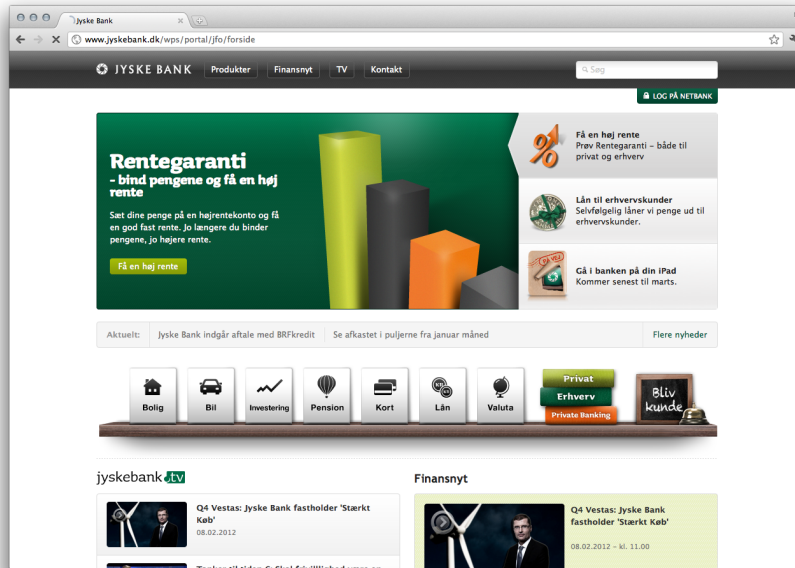 Jyske Bank
www.jyskebank.dk/wps/portal/jfo/forside
JYSKE BANK
Produkter
Finansnyt
TV
Kontakt
Søg
LOG PÅ NETBANK
Rentegaranti
- bind pengene og få en høj
rente
Sæt dine penge på en højrentekonto og få
en god fast rente. Jo længere du binder
pengene, jo højere rente.
Få en høj rente
Få en høj rente
Prøv Rentegaranti – både til
privat og erhverv
Lån til erhvervskunder
Selvfølgelig låner vi penge ud til
erhvervskunder.
PÅ VEJ
Gå i banken på din iPad
Kommer senest til marts.
Aktuelt:
Jyske Bank indgår aftale med BRFkredit
Se afkastet i puljerne fra januar måned
Flere nyheder
Bolig
Bil
Investering
Pension
Kort
Lån
Valuta
Privat
Erhverv
Private Banking
Bliv
kunde
jyskebank.tv
Finansnyt
Q4 Vestas: Jyske Bank fastholder 'Stærkt
Køb'
08.02.2012
Q4 Vestas: Jyske Bank
fastholder 'Stærkt Køb'
08.02.2012 – kl. 11.00